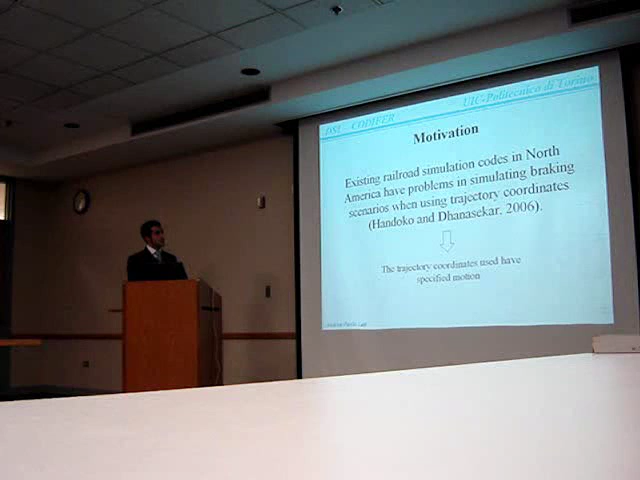 DSL - CODIFER UIC-Politecnico di Torino
Motivation
Existing railroad simulation codes in North
America have problems in simulating braking
scenarios when using trajectory coordinates
(Handoko and Dhanasekar, 2006).
The trajectory coordinates used have
specified motion